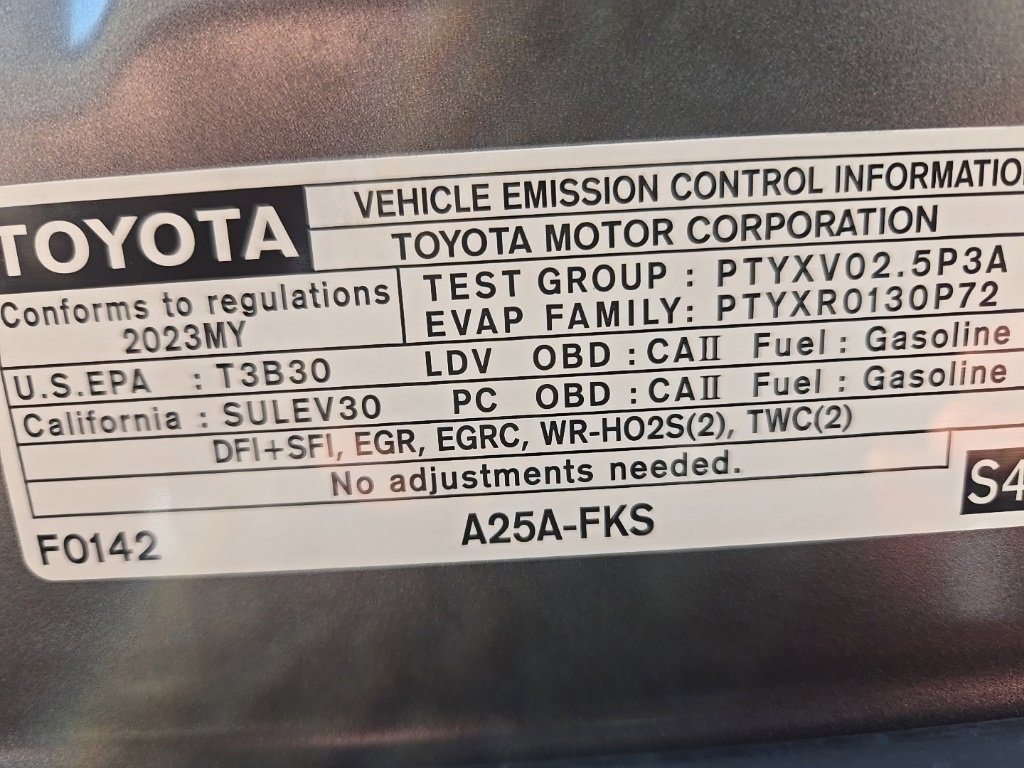 TOYOTA
VEHICLE EMISSION CONTROL INFORMATIO
TOYOTA MOTOR CORPORATION
Conforms to regulations
2023MY
TEST GROUP : PTYXV02.5P3A
EVAP FAMILY: PTYXR0130P72
U.S.EPA : T3B30 LDV OBD : CAII Fuel : Gasoline
California : SULEV30 PC OBD : CAII Fuel : Gasoline
DFI+SFI, EGR, EGRC, WR-HO2S(2), TWC(2)
No adjustments needed.
S4
F0142 A25A-FKS